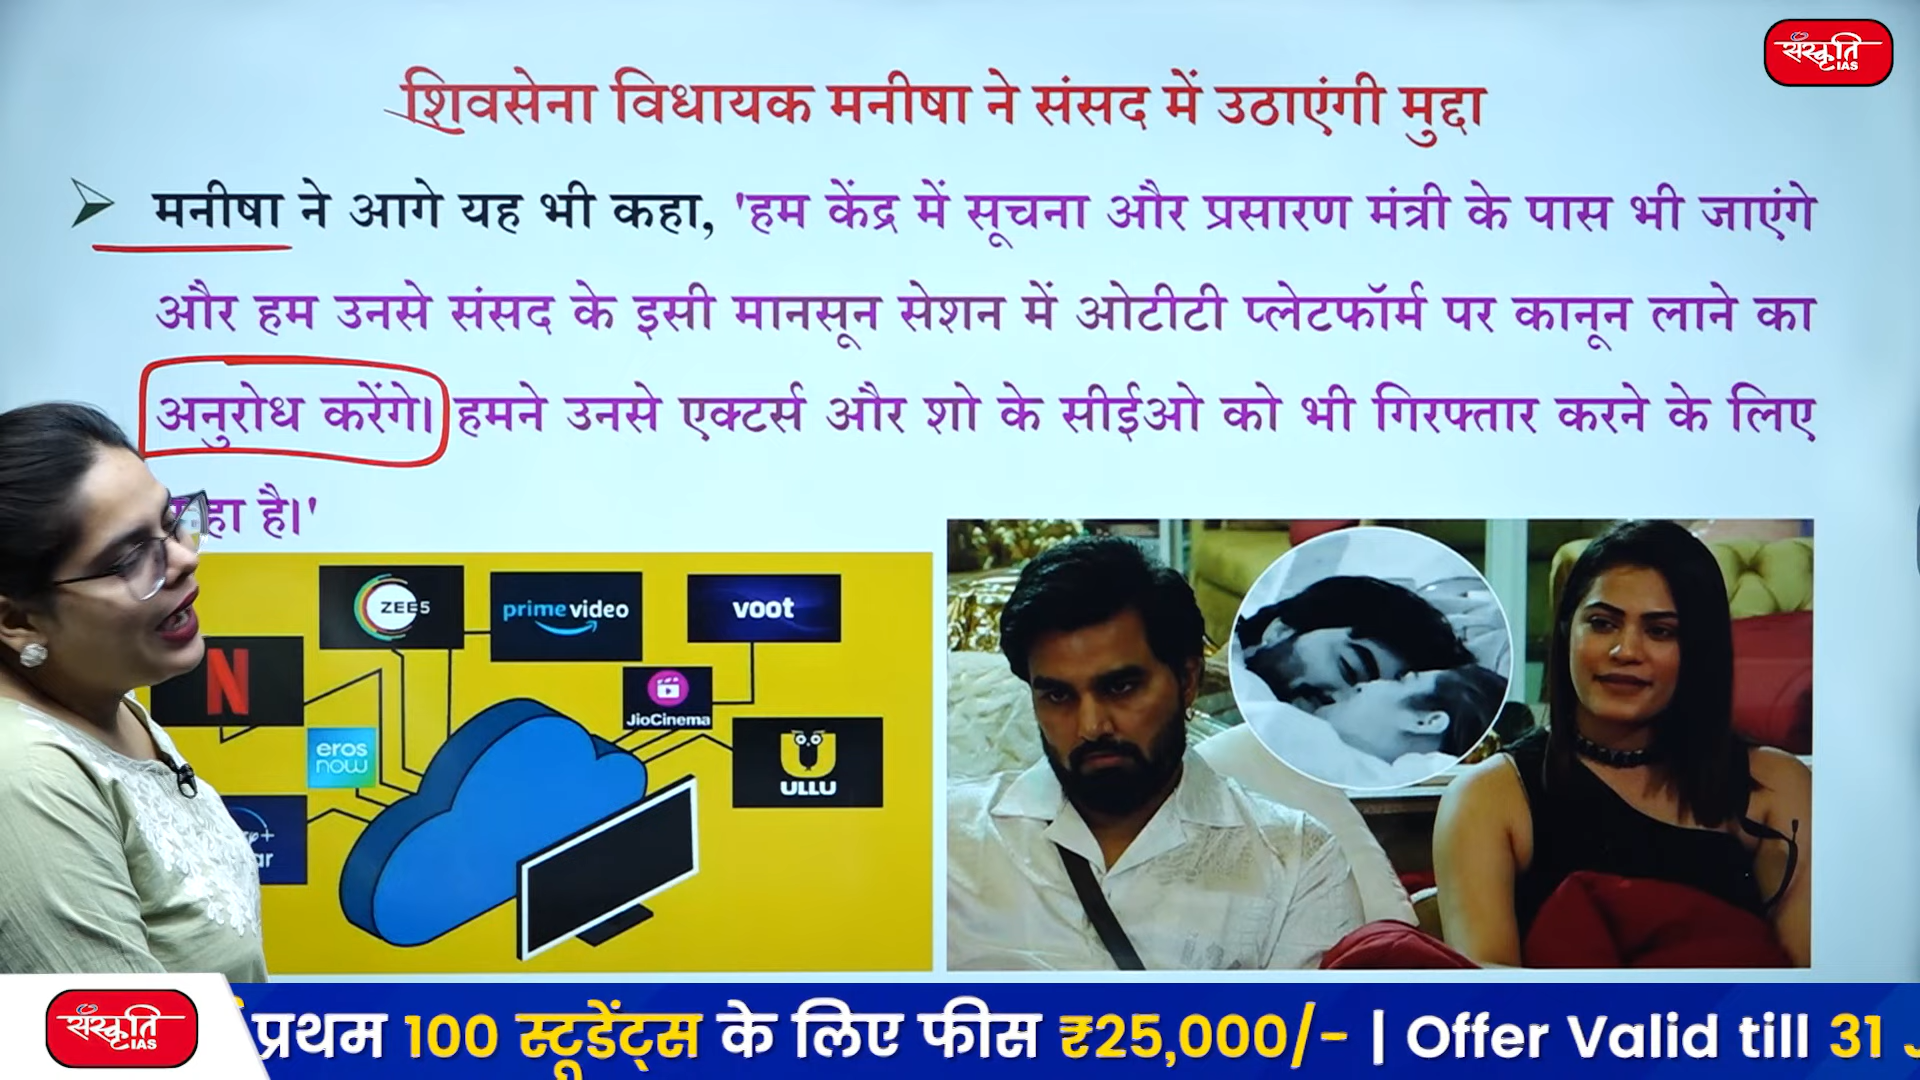 संस्कृति
IAS
शिवसेना विधायक मनीषा ने संसद में उठाएंगी मुद्दा
मनीषा ने आगे यह भी कहा, 'हम केंद्र में सूचना और प्रसारण मंत्री के पास भी जाएंगे
और हम उनसे संसद के इसी मानसून सेशन में ओटीटी प्लेटफॉर्म पर कानून लाने का
अनुरोध करेंगे। हमने उनसे एक्टर्स और शो के सीईओ को भी गिरफ्तार करने के लिए
है।'
ZEE5
prime video
voot
N
JioCinema
eros
now
ULLU
संस्कृति
IAS
प्रथम 100 स्टूडेंट्स के लिए फीस ₹25,000/- | Offer Valid till 31